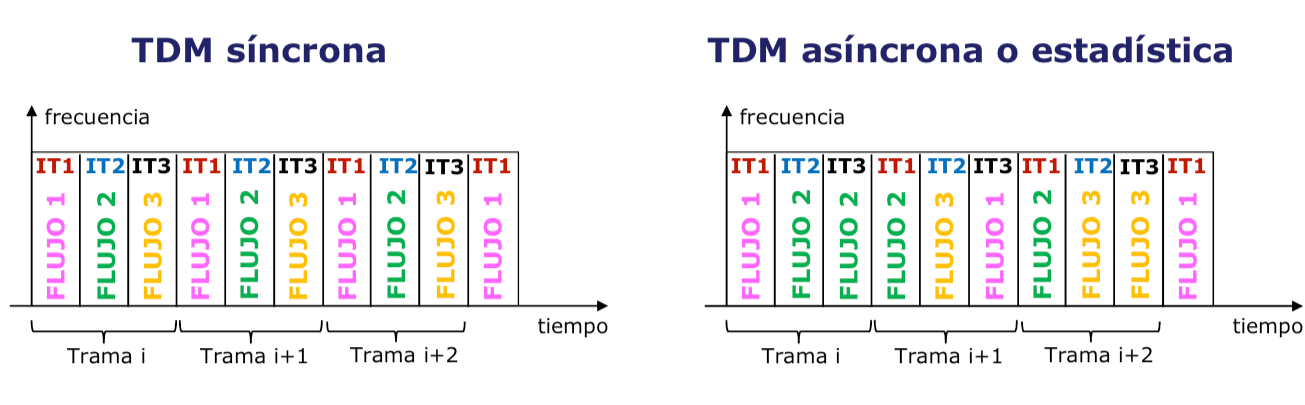 TDM síncrona
frecuencia
IT1 IT2 IT3 IT1 IT2 IT3 IT1 IT2 IT3 IT1
FLUJO 1
FLUJO 2
FLUJO 3
FLUJO 1
FLUJO 2
FLUJO 3
FLUJO 1
FLUJO 2
FLUJO 3
FLUJO 1
tiempo
Trama i
Trama i+1
Trama i+2
TDM asíncrona o estadística
frecuencia
IT1 IT2 IT3 IT1 IT2 IT3 IT1 IT2 IT3 IT1
FLUJO 1
FLUJO 2
FLUJO 2
FLUJO 2
FLUJO 3
FLUJO 1
FLUJO 2
FLUJO 3
FLUJO 3
FLUJO 1
tiempo
Trama i
Trama i+1
Trama i+2